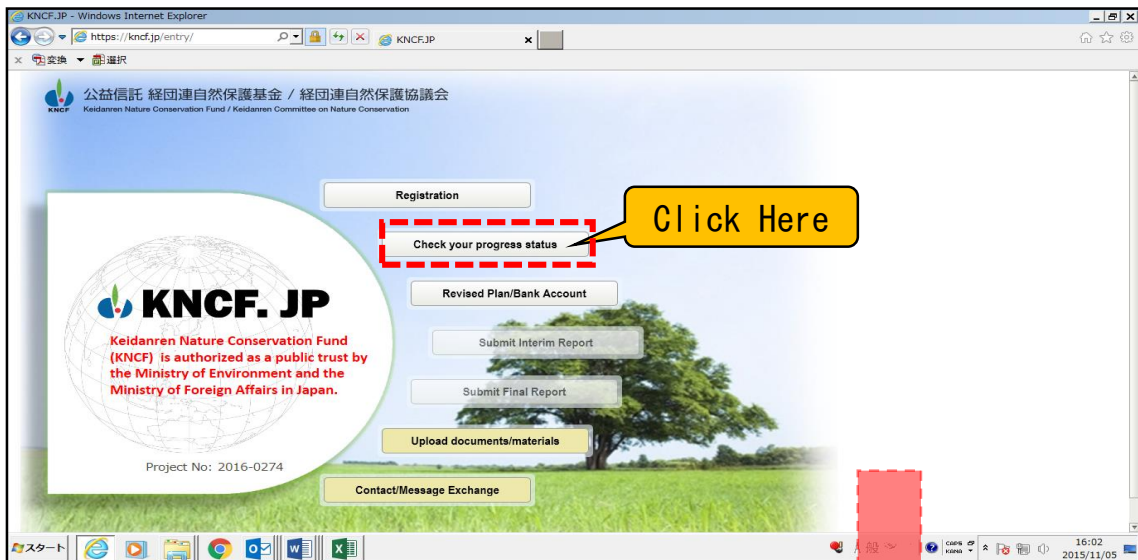 KNCF.JP - Windows Internet Explorer
https://kncf.jp/entry/
KNCF.JP
x 変換 ▼ 選択
公益信託 経団連自然保護基金 / 経団連自然保護協議会
KNCF
Keidanren Nature Conservation Fund / Keidanren Committee on Nature Conservation
Registration
Click Here
Check your progress status
Revised Plan/Bank Account
KNCF. JP
Keidanren Nature Conservation Fund
(KNCF) is authorized as a public trust by
the Ministry of Environment and the
Ministry of Foreign Affairs in Japan.
Submit Interim Report
Submit Final Report
Upload documents/materials
Project No: 2016-0274
Contact/Message Exchange
スタート
A 般
CAPS
KANA
16:02
2015/11/05